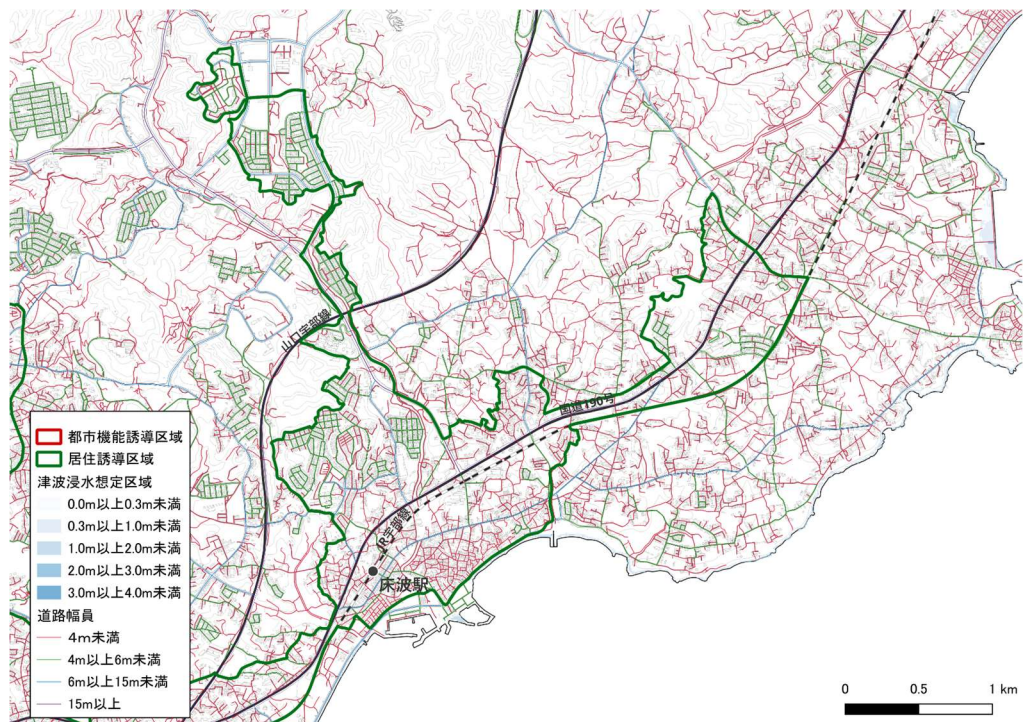 山口宇部線
国道190号
JR宇部線
床波駅
都市機能誘導区域
居住誘導区域
津波浸水想定区域
0.0m以上0.3m未満
0.3m以上1.0m未満
1.0m以上2.0m未満
2.0m以上3.0m未満
3.0m以上4.0m未満
道路幅員
4m未満
4m以上6m未満
6m以上15m未満
15m以上
0 0.5 1 km